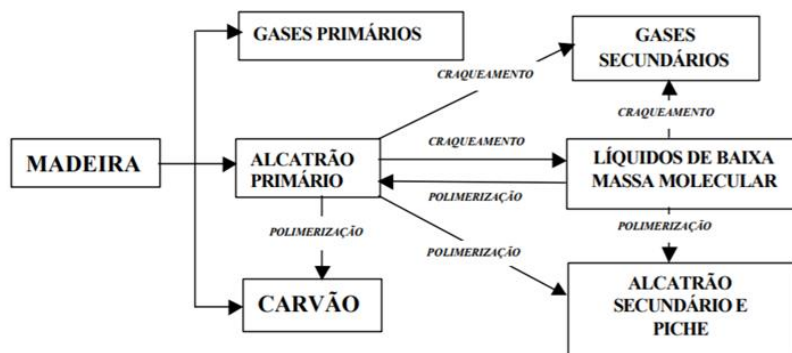 GASES PRIMÁRIOS
GASES
SECUNDÁRIOS
CRAQUEAMENTO
CRAQUEAMENTO
MADEIRA
ALCATRÃO
PRIMÁRIO
CRAQUEAMENTO
POLIMERIZAÇÃO
LÍQUIDOS DE BAIXA
MASSA MOLECULAR
POLIMERIZAÇÃO
POLIMERIZAÇÃO
POLIMERIZAÇÃO
CARVÃO
ALCATRÃO
SECUNDÁRIO E
PICHE